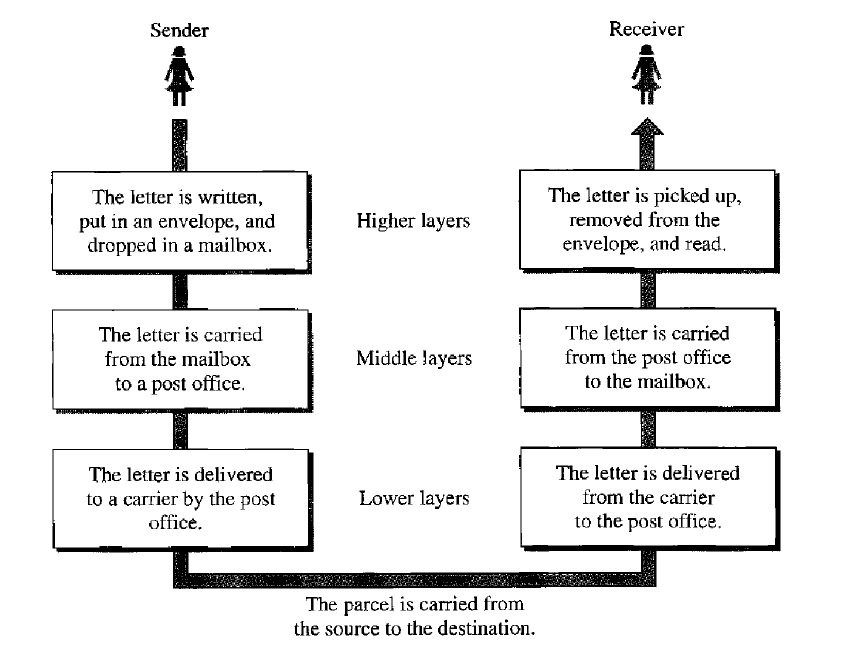 Sender
Receiver
The letter is written,
put in an envelope, and
dropped in a mailbox.
Higher layers
The letter is picked up,
removed from the
envelope, and read.
The letter is carried
from the mailbox
to a post office.
Middle layers
The letter is carried
from the post office
to the mailbox.
The letter is delivered
to a carrier by the post
office.
Lower layers
The letter is delivered
from the carrier
to the post office.
The parcel is carried from
the source to the destination.